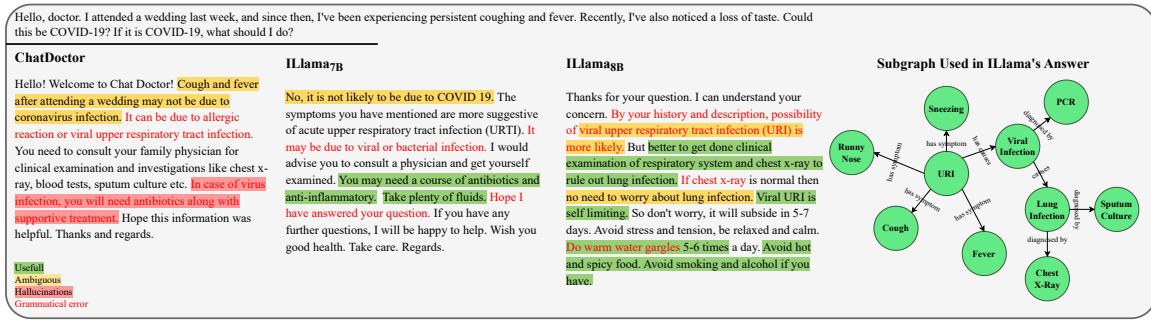 Hello, doctor. I attended a wedding last week, and since then, I've been experiencing persistent coughing and fever. Recently, I've also noticed a loss of taste. Could
this be COVID-19? If it is COVID-19, what should I do?
ChatDoctor
Hello! Welcome to Chat Doctor! Cough and fever
after attending a wedding may not be due to
coronavirus infection. It can be due to allergic
reaction or viral upper respiratory tract infection.
You need to consult your family physician for
clinical examination and investigations like chest x-
ray, blood tests, sputum culture etc. In case of virus
infection, you will need antibiotics along with
supportive treatment. Hope this information was
helpful. Thanks and regards.
Usefull
Ambiguous
Hallucinations
Grammatical error
ILlama7B
No, it is not likely to be due to COVID 19. The
symptoms you have mentioned are more suggestive
of acute upper respiratory tract infection (URTI). It
may be due to viral or bacterial infection. I would
advise you to consult a physician and get yourself
examined. You may need a course of antibiotics and
anti-inflammatory. Take plenty of fluids. Hope I
have answered your question. If you have any
further questions, I will be happy to help. Wish you
good health. Take care. Regards.
ILlama8B
Thanks for your question. I can understand your
concern. By your history and description, possibility
of viral upper respiratory tract infection (URI) is
more likely. But better to get done clinical
examination of respiratory system and chest x-ray to
rule out lung infection. If chest x-ray is normal then
no need to worry about lung infection. Viral URI is
self limiting. So don't worry, it will subside in 5-7
days. Avoid stress and tension, be relaxed and calm.
Do warm water gargles 5-6 times a day. Avoid hot
and spicy food. Avoid smoking and alcohol if you
have.
Subgraph Used in ILlama's Answer
Sneezing
PCR
diagnosed by
has symptom
Runny
Nose
has symptom
has causes
Viral
Infection
URI
causes
has symptom
has symptom
Lung
Infection
diagnosed by
Sputum
Culture
Cough
Fever
diagnosed by
Chest
X-Ray